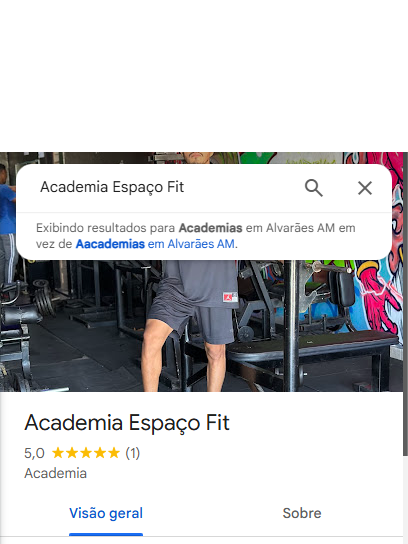 Academia Espaço Fit
Exibindo resultados para Academias em Alvarães AM em
vez de Aacademias em Alvarães AM.
Academia Espaço Fit
5,0 ★★★★★ (1)
Academia
Visão geral Sobre